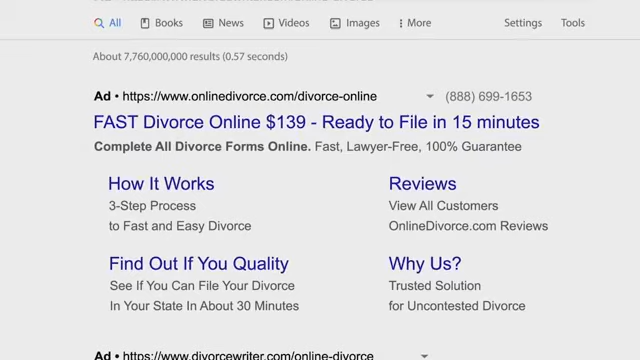 All Books News Videos Images More Settings Tools
About 7,760,000,000 results (0.57 seconds)
Ad • https://www.onlinedivorce.com/divorce-online (888) 699-1653
FAST Divorce Online $139 - Ready to File in 15 minutes
Complete All Divorce Forms Online. Fast, Lawyer-Free, 100% Guarantee
How It Works
3-Step Process
to Fast and Easy Divorce
Reviews
View All Customers
OnlineDivorce.com Reviews
Find Out If You Quality
See If You Can File Your Divorce
In Your State In About 30 Minutes
Why Us?
Trusted Solution
for Uncontested Divorce
Ad • https://www.divorcewriter.com/online-divorce